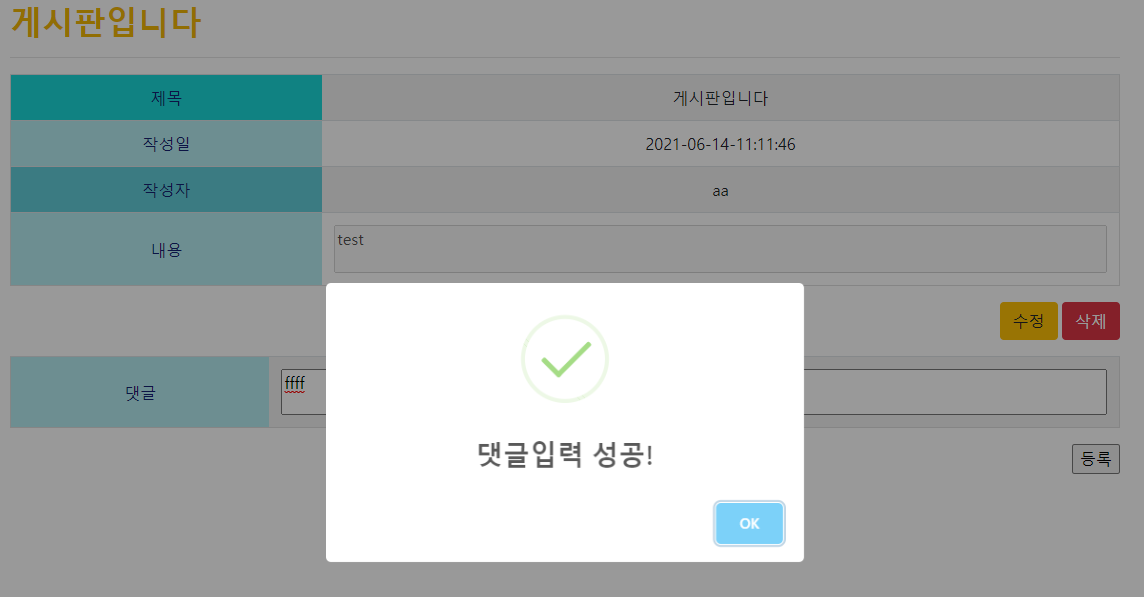 게시판입니다
제목 게시판입니다
작성일 2021-06-14-11:11:46
작성자 aa
내용 test
수정 삭제
댓글 ffff
댓글입력 성공!
등록
OK